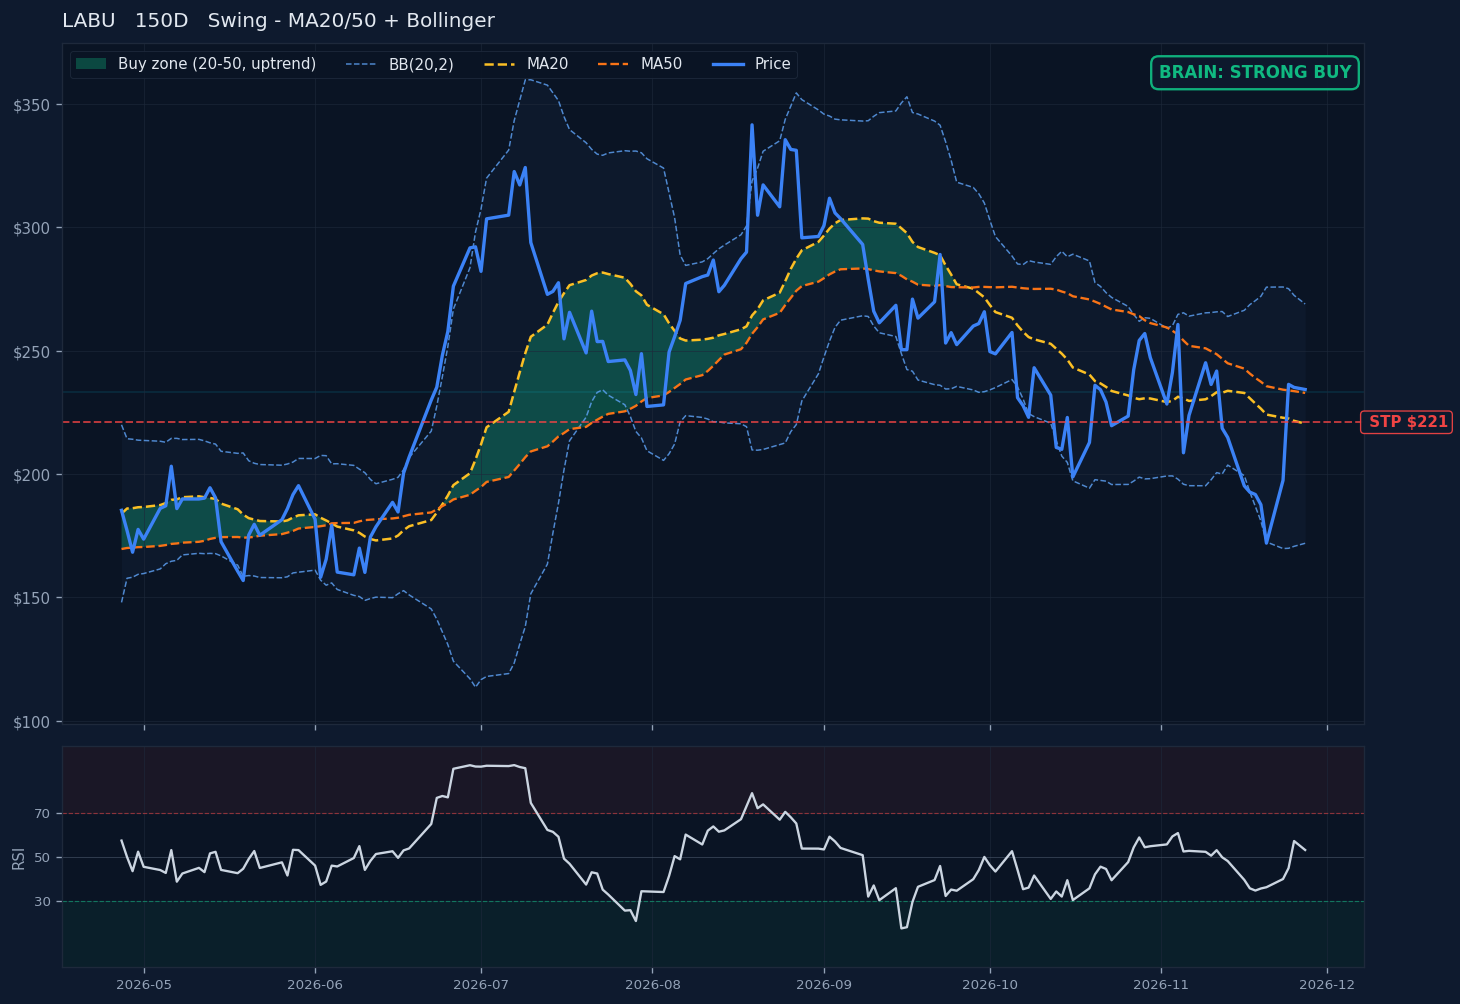 LABU   150D   Swing - MA20/50 + Bollinger
Buy zone (20-50, uptrend)   BB(20,2)   MA20   MA50   Price
BRAIN: STRONG BUY
$350
$300
$250
STP $221
$200
$150
$100
70
50
30
RSI
2026-05   2026-06   2026-07   2026-08   2026-09   2026-10   2026-11   2026-12